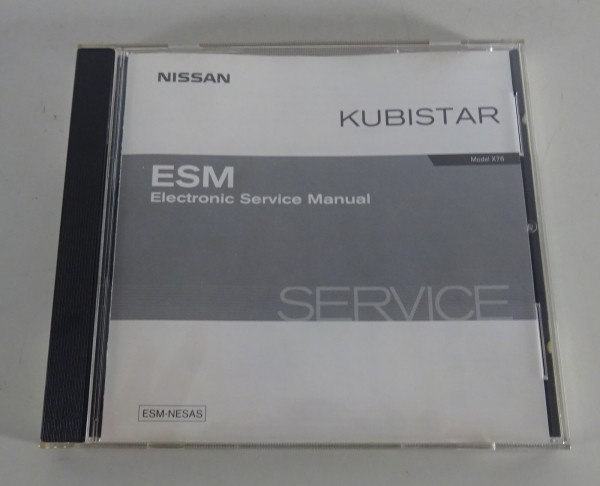 NISSAN
KUBISTAR
Model X76
ESM
Electronic Service Manual
SERVICE
ESM-NESAS